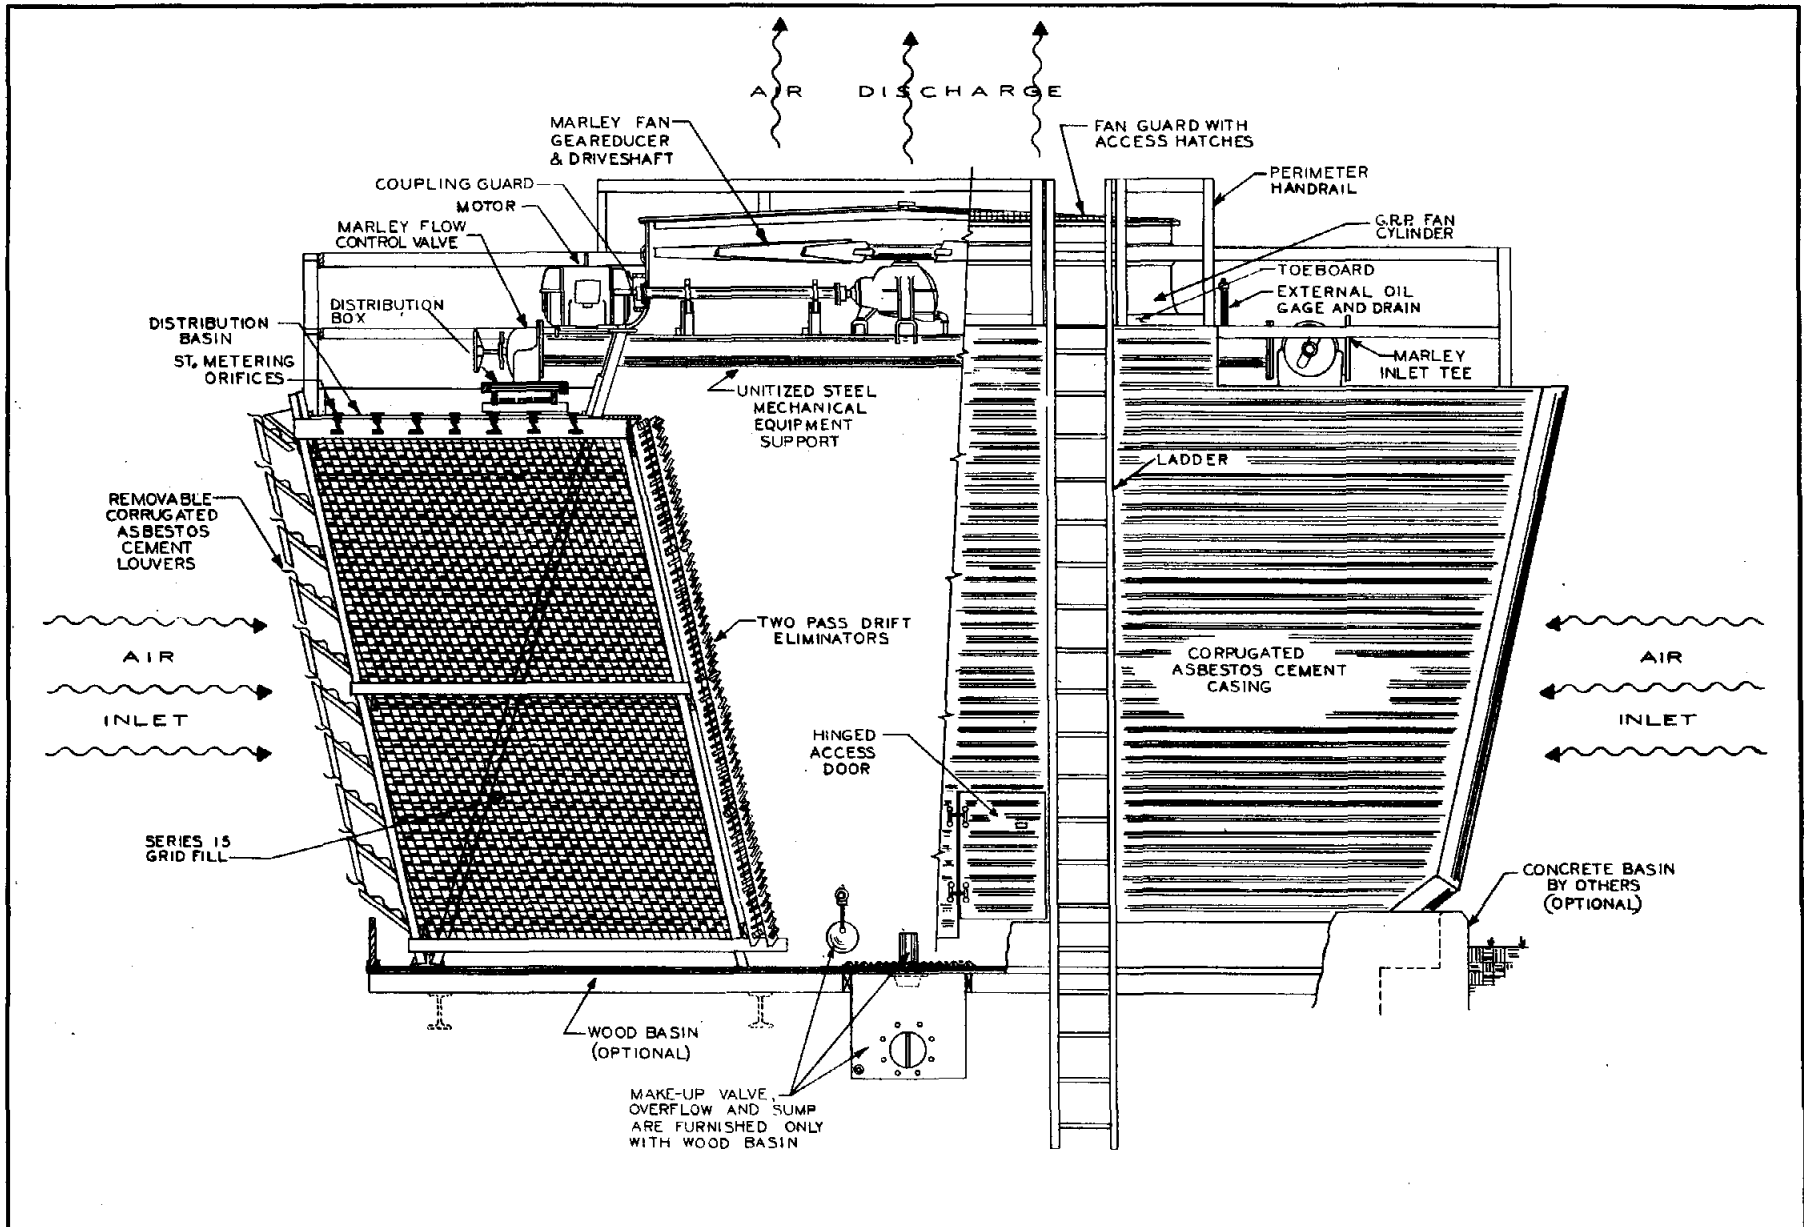 AIR DISCHARGE
MARLEY FAN
GEAREDUCER
& DRIVESHAFT
FAN GUARD WITH
ACCESS HATCHES
COUPLING GUARD
MOTOR
PERIMETER
HANDRAIL
MARLEY FLOW
CONTROL VALVE
G.R.P. FAN
CYLINDER
TOEBOARD
DISTRIBUTION
BOX
EXTERNAL OIL
GAGE AND DRAIN
DISTRIBUTION
BASIN
ST. METERING
ORIFICES
MARLEY
INLET TEE
UNITIZED STEEL
MECHANICAL
EQUIPMENT
SUPPORT
LADDER
REMOVABLE
CORRUGATED
ASBESTOS
CEMENT
LOUVERS
TWO PASS DRIFT
ELIMINATORS
AIR
INLET
CORRUGATED
ASBESTOS CEMENT
CASING
AIR
INLET
HINGED
ACCESS
DOOR
SERIES 15
GRID FILL
CONCRETE BASIN
BY OTHERS
(OPTIONAL)
WOOD BASIN
(OPTIONAL)
MAKE-UP VALVE,
OVERFLOW AND SUMP
ARE FURNISHED ONLY
WITH WOOD BASIN